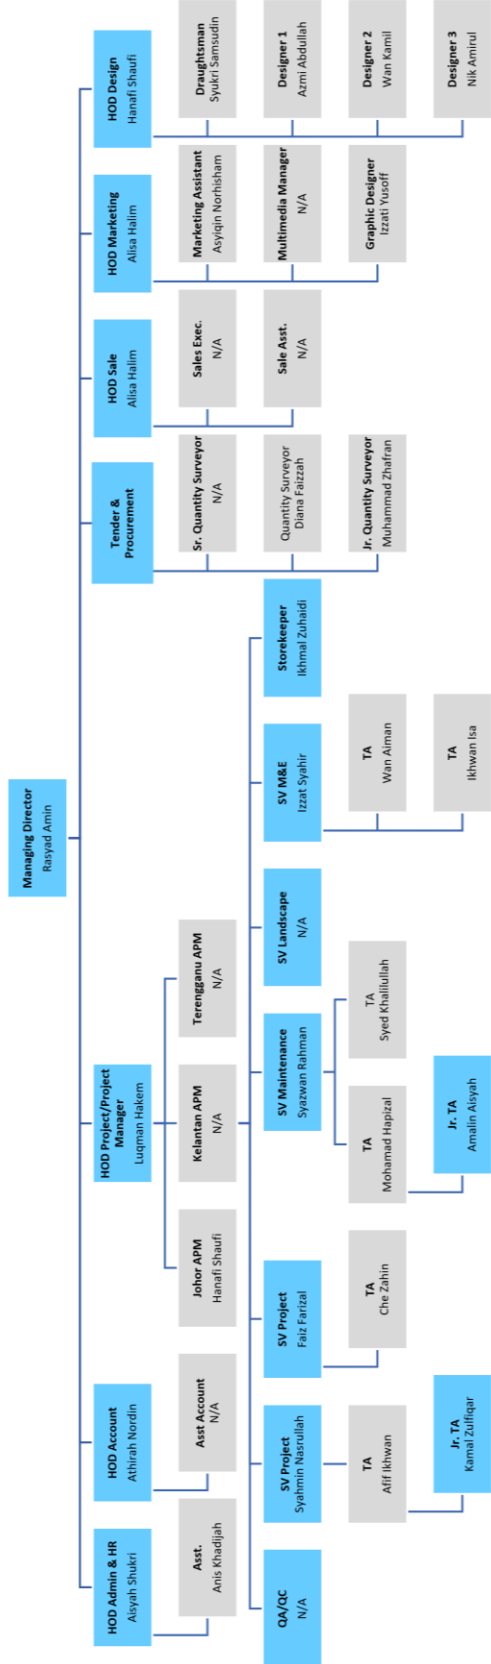 Managing Director
Rasyad Amin
HOD Admin & HR
Aisyah Shukri
HOD Account
Athirah Nordin
HOD Project/Project
Manager
Luqman Hakem
Tender &
Procurement
HOD Sale
Alisa Halim
HOD Marketing
Alisa Halim
HOD Design
Hanafi Shaufi
Asst.
Anis Khadijah
Asst Account
N/A
Johor APM
Hanafi Shaufi
Kelantan APM
N/A
Terengganu APM
N/A
Sr. Quantity Surveyor
N/A
Sales Exec.
N/A
Marketing Assistant
Asyiqin Norhisham
Draughtsman
Syukri Samsudin
QA/QC
N/A
SV Project
Syahmin Nasrullah
SV Project
Faiz Farizal
SV Maintenance
Syazwan Rahman
SV Landscape
N/A
SV M&E
Izzat Syahir
Storekeeper
Ikhmal Zuhaidi
Quantity Surveyor
Diana Faizzah
Sale Asst.
N/A
Multimedia Manager
N/A
Designer 1
Azmi Abdullah
TA
Afif Ikhwan
TA
Che Zahin
TA
Mohamad Hapizal
TA
Syed Khalilullah
TA
Wan Aiman
Jr. Quantity Surveyor
Muhammad Zhafran
Graphic Designer
Izzati Yusoff
Designer 2
Wan Kamil
Jr. TA
Kamal Zulfiqar
Jr. TA
Amalin Aisyah
TA
Ikhwan Isa
Designer 3
Nik Amirul